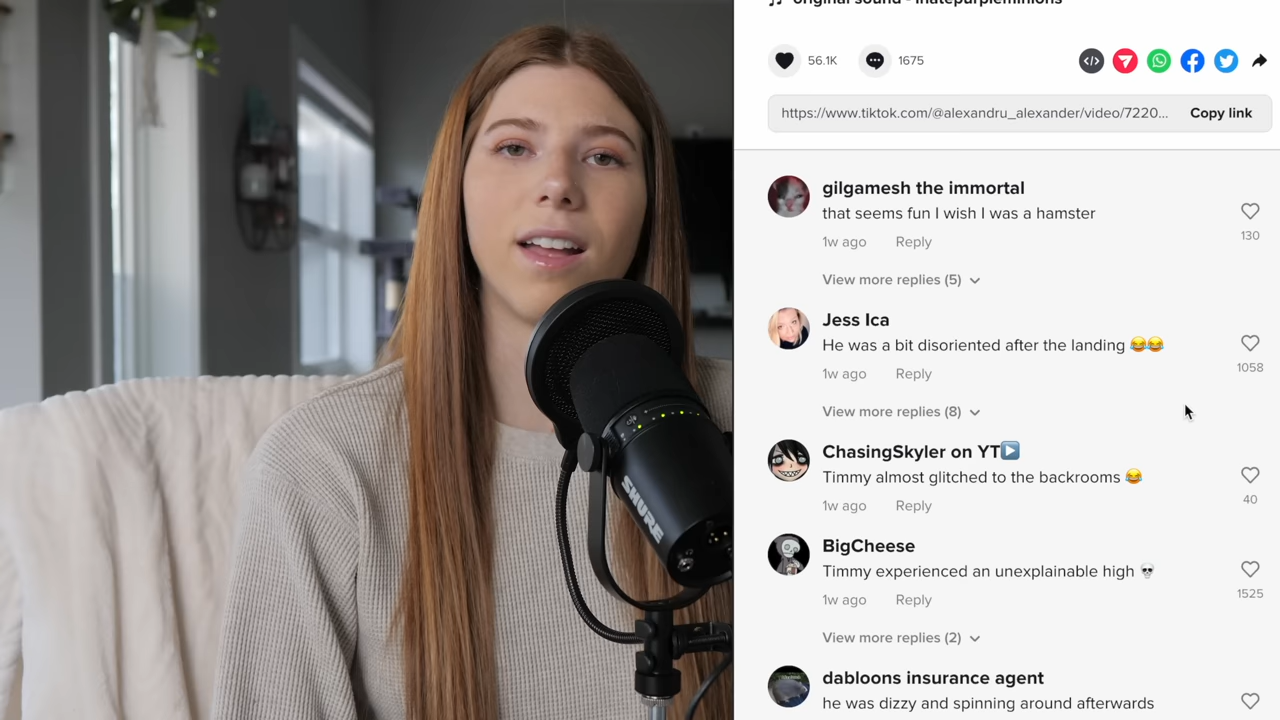 original sound - ihatepurpleminions
56.1K
1675
https://www.tiktok.com/@alexandru_alexander/video/7220...
Copy link
gilgamesh the immortal
that seems fun I wish I was a hamster
130
1w ago Reply
View more replies (5)
Jess Ica
He was a bit disoriented after the landing 😂😂
1058
1w ago Reply
View more replies (8)
ChasingSkyler on YT▶️
Timmy almost glitched to the backrooms 😂
40
1w ago Reply
BigCheese
Timmy experienced an unexplainable high 💀
1525
1w ago Reply
View more replies (2)
dabloons insurance agent
he was dizzy and spinning around afterwards
SHURE